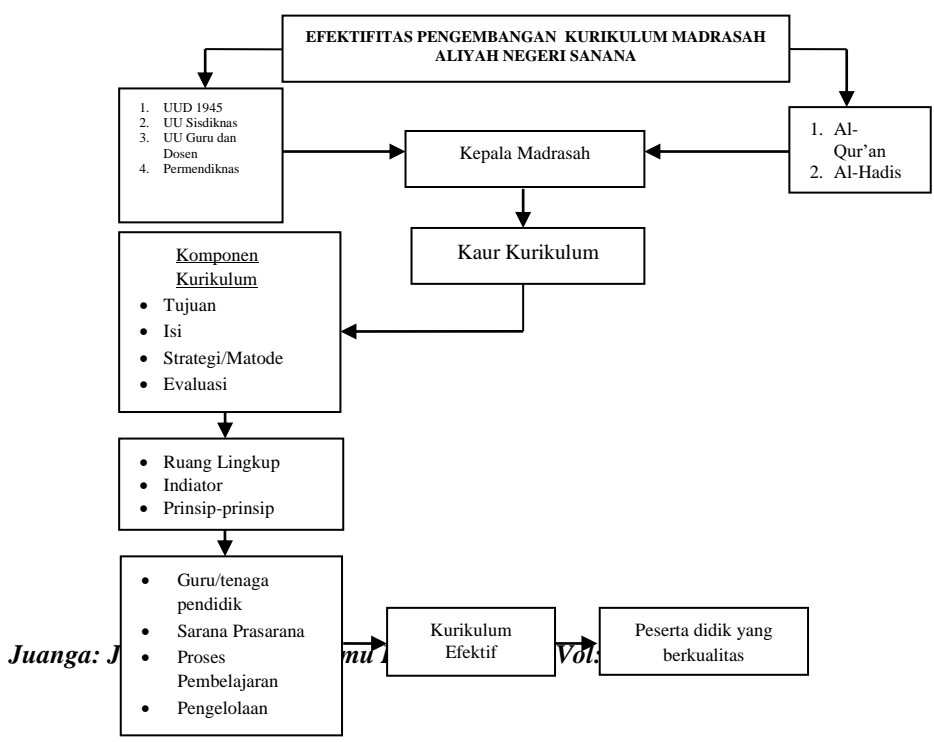 EFEKTIFITAS PENGEMBANGAN KURIKULUM MADRASAH
ALIYAH NEGERI SANANA
1. UUD 1945
2. UU Sisdiknas
3. UU Guru dan
Dosen
4. Permendiknas
Kepala Madrasah
1. Al-
Qur'an
2. Al-Hadis
Kaur Kurikulum
Komponen
Kurikulum
• Tujuan
• Isi
• Strategi/Matode
• Evaluasi
• Ruang Lingkup
• Indiator
• Prinsip-prinsip
• Guru/tenaga
pendidik
• Sarana Prasarana
• Proses
Pembelajaran
• Pengelolaan
Kurikulum
Efektif
Peserta didik yang
berkualitas
Juanga: Vol: